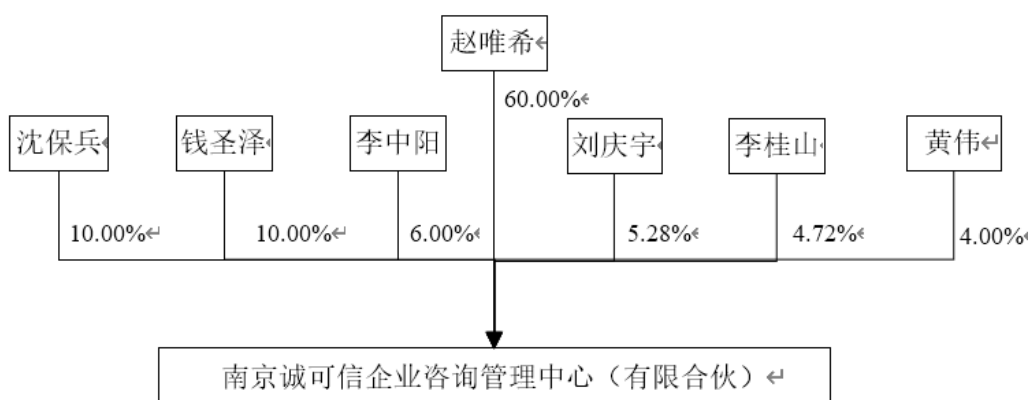 赵唯希
60.00%
沈保兵
钱圣泽
李中阳
刘庆宇
李桂山
黄伟
10.00%
10.00%
6.00%
5.28%
4.72%
4.00%
南京诚可信企业咨询管理中心（有限合伙）